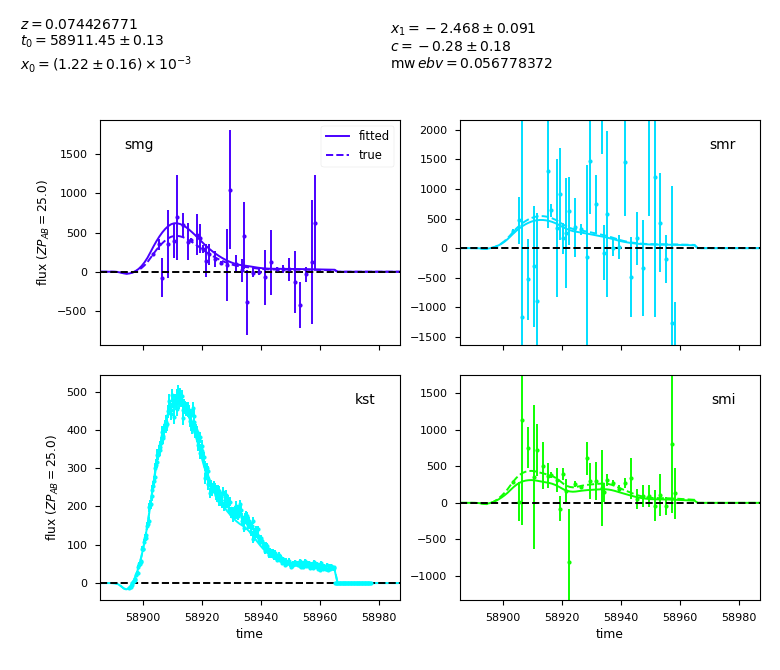 z = 0.074426771
t₀ = 58911.45 ± 0.13
x₀ = (1.22 ± 0.16) × 10⁻³
x₁ = −2.468 ± 0.091
c = −0.28 ± 0.18
mwebv = 0.056778372
smg
fitted
true
1500
1000
500
0
−500
flux (ZP_AB = 25.0)
smr
2000
1500
1000
500
0
−500
−1000
−1500
kst
500
400
300
200
100
0
flux (ZP_AB = 25.0)
58900 58920 58940 58960 58980
time
smi
1500
1000
500
0
−500
−1000
58900 58920 58940 58960 58980
time